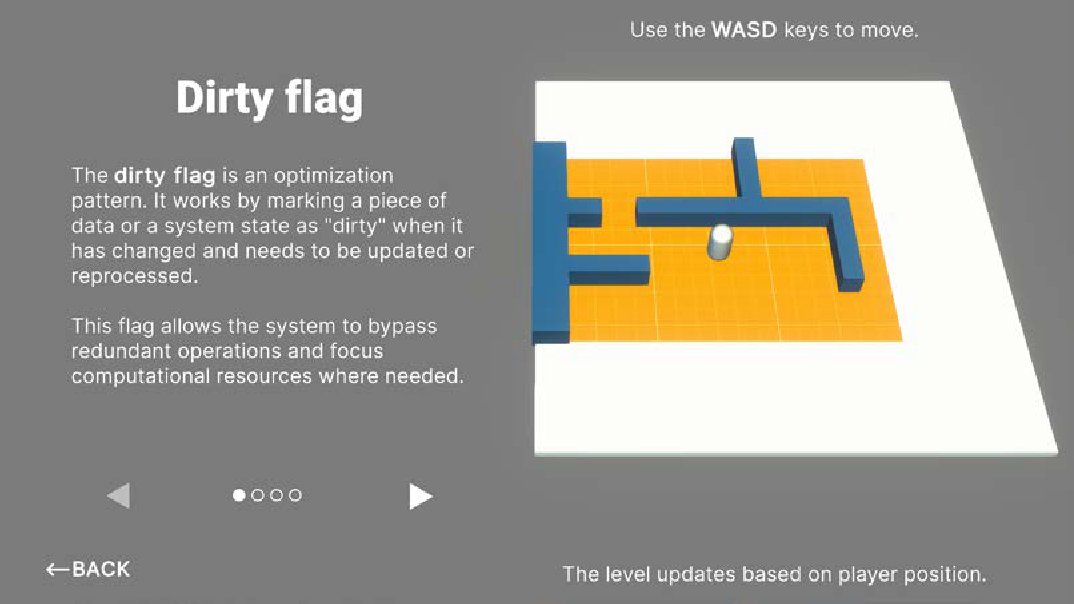 Use the WASD keys to move.
Dirty flag
The dirty flag is an optimization
pattern. It works by marking a piece of
data or a system state as "dirty" when it
has changed and needs to be updated or
reprocessed.
This flag allows the system to bypass
redundant operations and focus
computational resources where needed.
←BACK
The level updates based on player position.